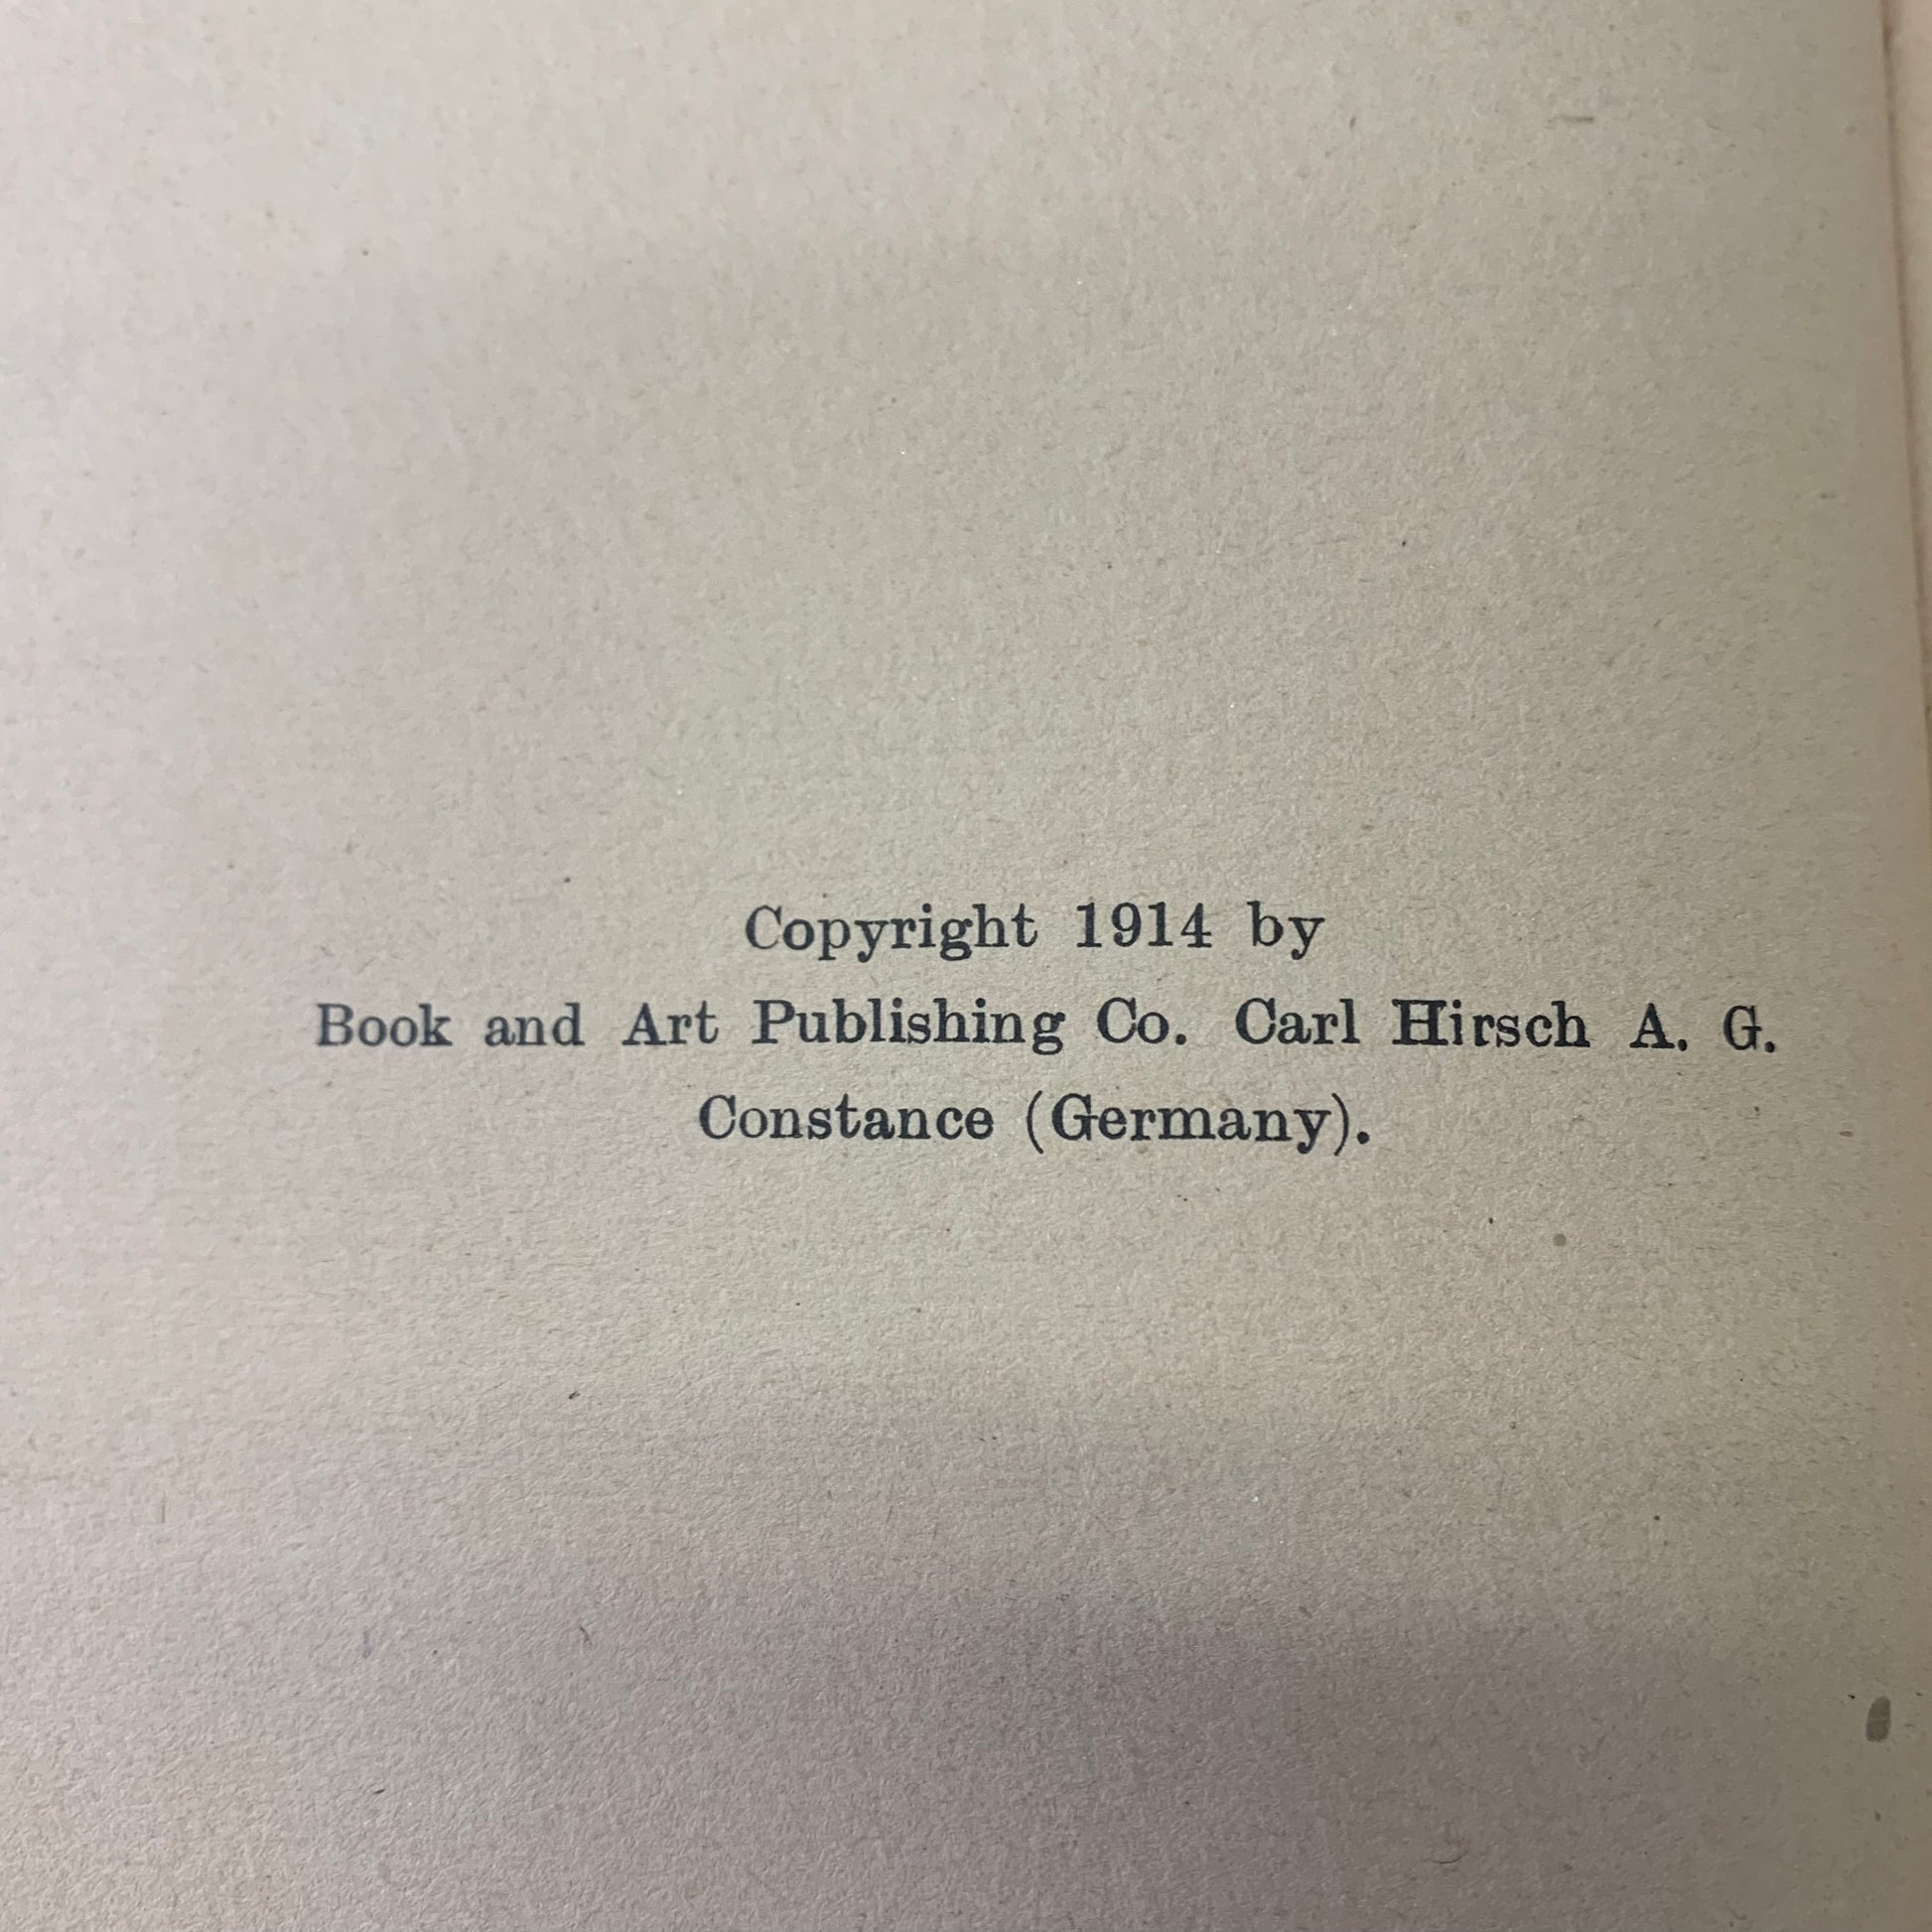 Copyright 1914 by
Book and Art Publishing Co. Carl Hirsch A. G.
Constance (Germany).